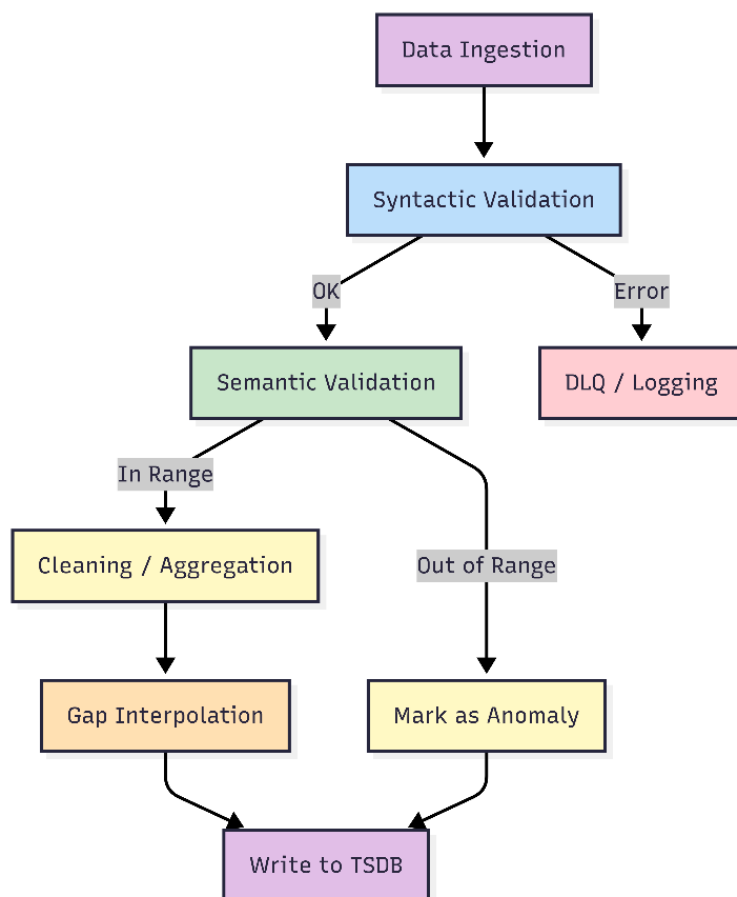 Data Ingestion
Syntactic Validation
OK
Error
Semantic Validation
DLQ / Logging
In Range
Cleaning / Aggregation
Out of Range
Gap Interpolation
Mark as Anomaly
Write to TSDB